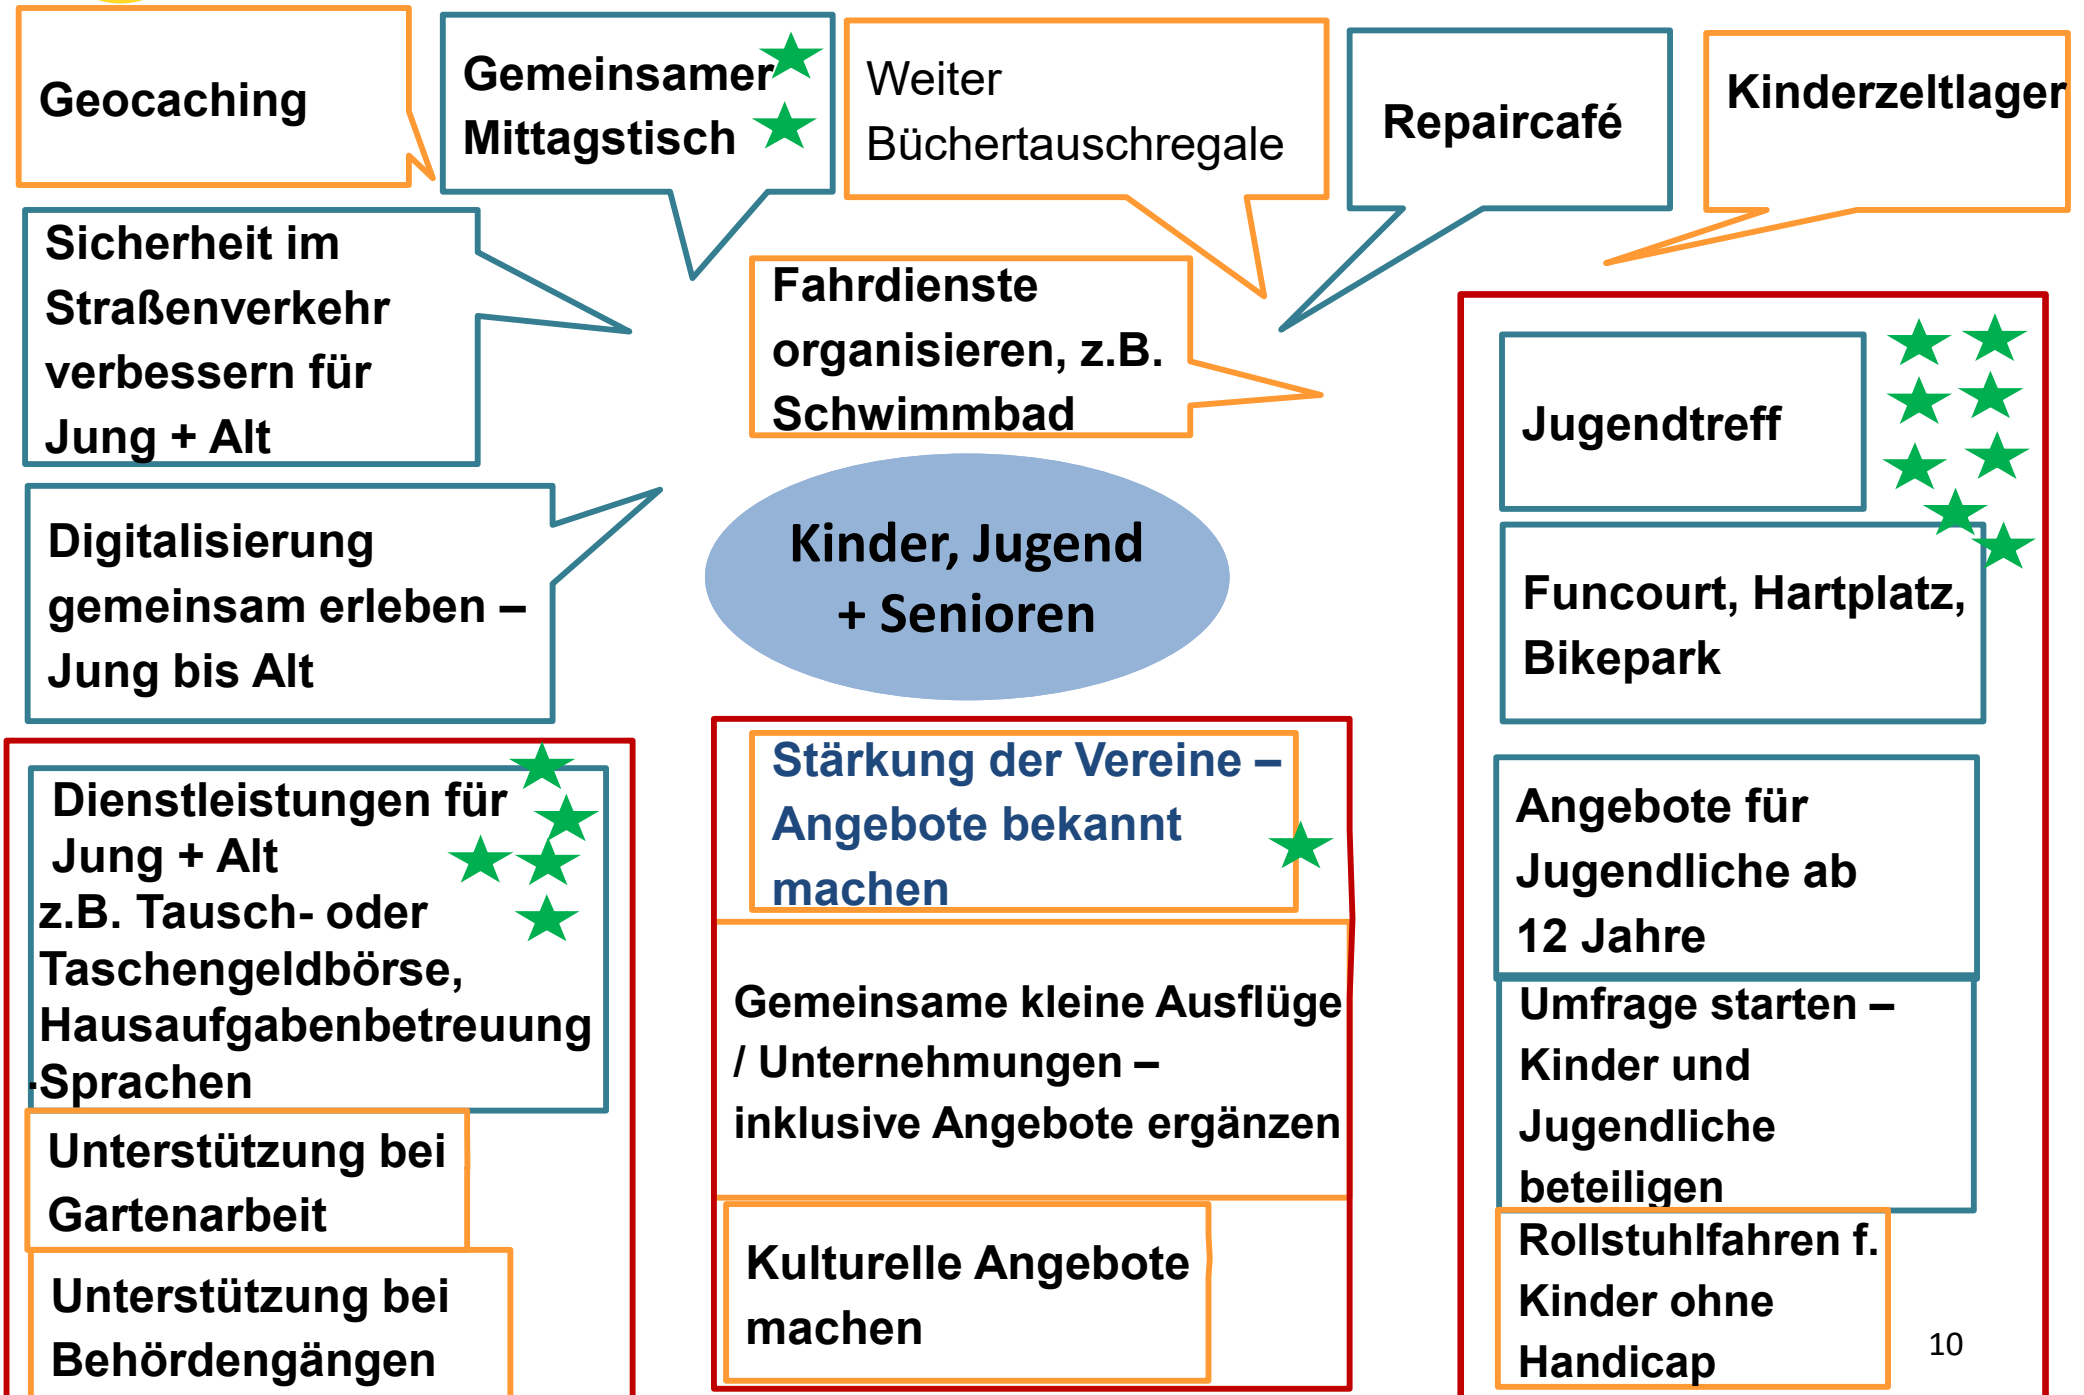 Geocaching
Gemeinsamer
Mittagstisch
Weiter
Büchertauschregale
Repaircafé
Kinderzeltlager
Sicherheit im
Straßenverkehr
verbessern für
Jung + Alt
Fahrdienste
organisieren, z.B.
Schwimmbad
Digitalisierung
gemeinsam erleben –
Jung bis Alt
Kinder, Jugend
+ Senioren
Jugendtreff
Funcourt, Hartplatz,
Bikepark
Angebote für
Jugendliche ab
12 Jahre
Umfrage starten –
Kinder und
Jugendliche
beteiligen
Rollstuhlfahren f.
Kinder ohne
Handicap
Dienstleistungen für
Jung + Alt
z.B. Tausch- oder
Taschengeldbörse,
Hausaufgabenbetreuung
·Sprachen
Unterstützung bei
Gartenarbeit
Unterstützung bei
Behördengängen
Stärkung der Vereine –
Angebote bekannt
machen
Gemeinsame kleine Ausflüge
/ Unternehmungen –
inklusive Angebote ergänzen
Kulturelle Angebote
machen
10